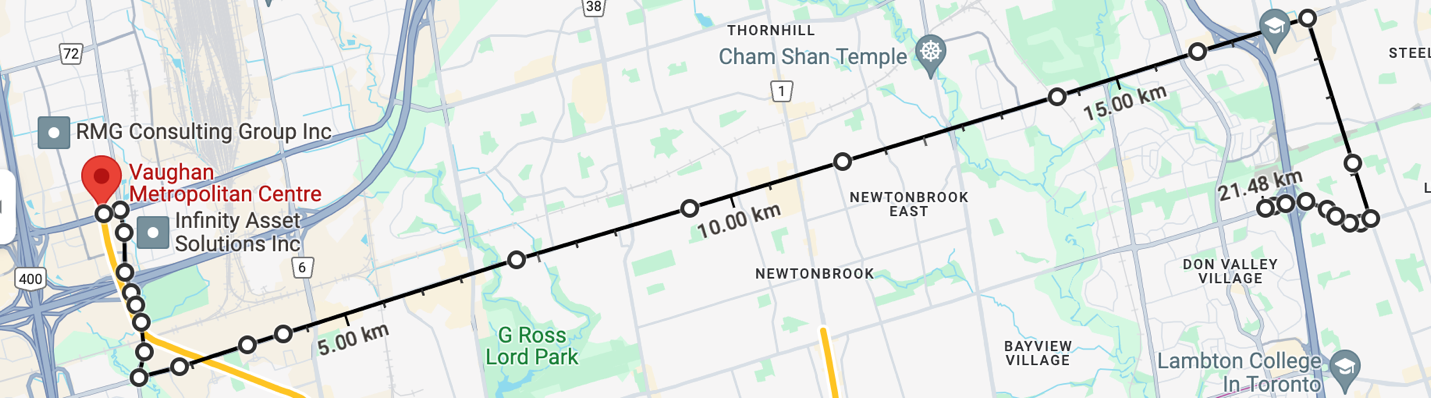 38
THORNHILL
72
Cham Shan Temple
STEEL
1
15.00 km
RMG Consulting Group Inc
Vaughan
Metropolitan Centre
21.48 km
Infinity Asset
Solutions Inc
NEWTONBROOK
EAST
10.00 km
400
6
NEWTONBROOK
DON VALLEY
VILLAGE
5.00 km
G Ross
Lord Park
BAYVIEW
VILLAGE
Lambton College
In Toronto